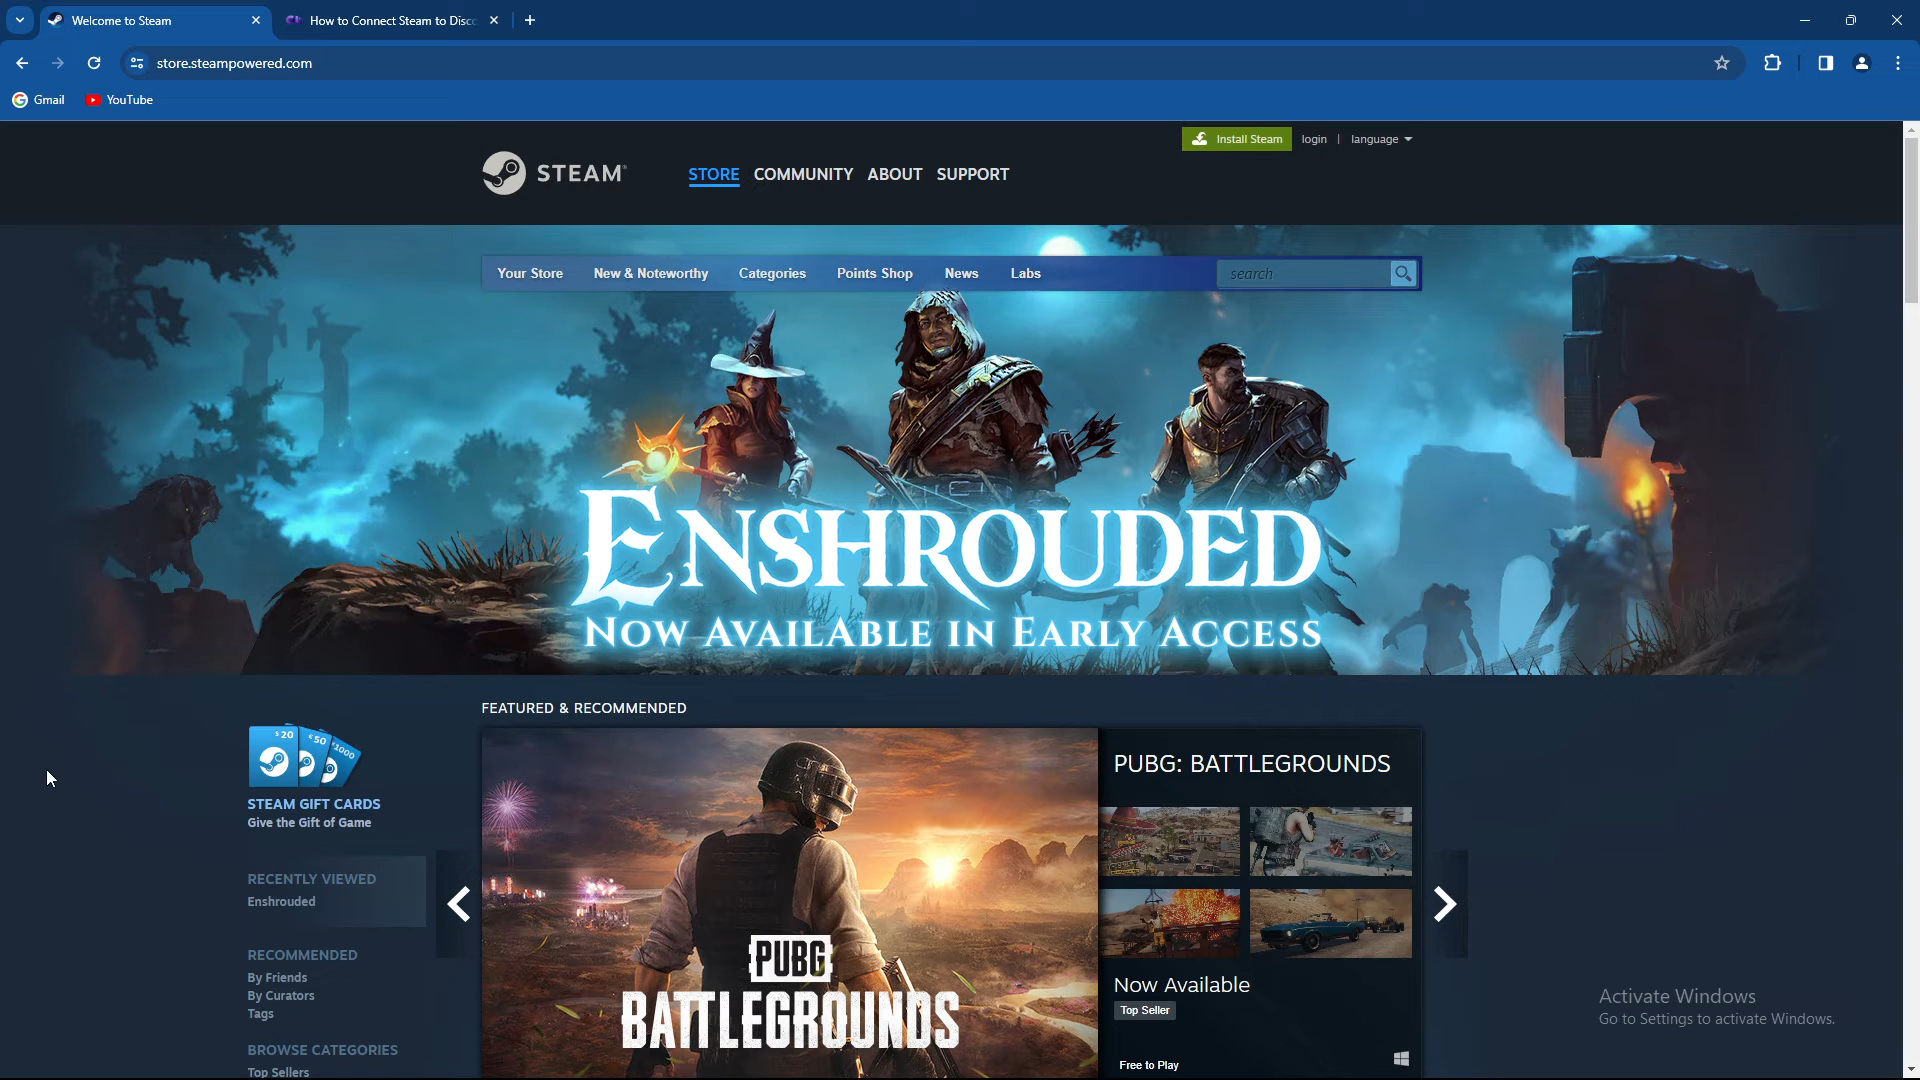 Welcome to Steam
How to Connect Steam to Disc
store.steampowered.com
Gmail
YouTube
Install Steam
login | language
STEAM
STORE COMMUNITY ABOUT SUPPORT
Your Store New & Noteworthy Categories Points Shop News Labs search
ENSHROUDED
NOW AVAILABLE IN EARLY ACCESS
FEATURED & RECOMMENDED
$20 €50 ¥1000
STEAM GIFT CARDS
Give the Gift of Game
RECENTLY VIEWED
Enshrouded
RECOMMENDED
By Friends
By Curators
Tags
BROWSE CATEGORIES
Top Sellers
PUBG
BATTLEGROUNDS
PUBG: BATTLEGROUNDS
Now Available
Top Seller
Free to Play
Activate Windows
Go to Settings to activate Windows.